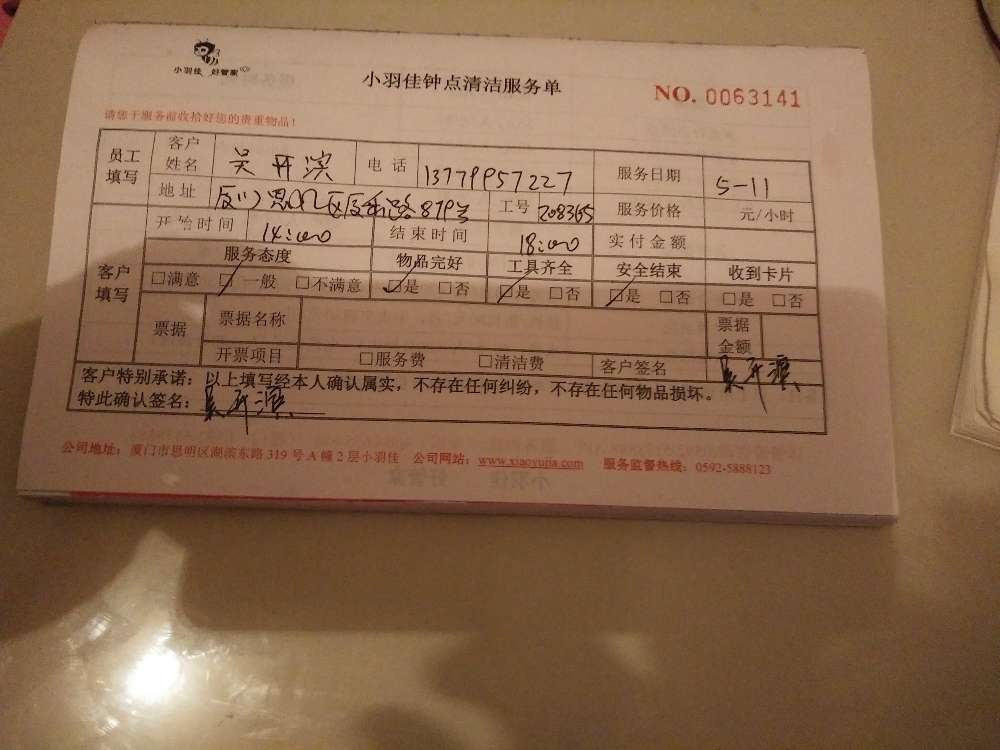 小羽佳 好管家
小羽佳钟点清洁服务单
NO. 0063141
请您于服务前收拾好您的贵重物品！
员工填写 客户姓名 吴开滨 电话 13779957227 服务日期 5-11
地址 厦门思明区厦禾路879号 工号 208365 服务价格 元/小时
客户填写 开始时间 14:00 结束时间 18:00 实付金额
服务态度 物品完好 工具齐全 安全结束 收到卡片
□满意 □一般 □不满意 □是 □否 □是 □否 □是 □否 □是 □否
票据 票据名称 票据金额
开票项目 □服务费 □清洁费 客户签名 吴开滨
客户特别承诺：以上填写经本人确认属实，不存在任何纠纷，不存在任何物品损坏。
特此确认签名：吴开滨
公司地址：厦门市思明区湖滨东路 319 号 A 幢 2 层小羽佳 公司网站：www.xiaoyujia.com 服务监督热线：0592-5888123